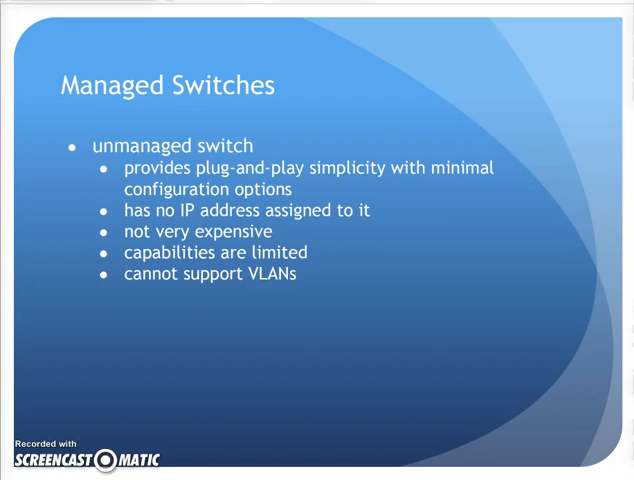 Managed Switches
● unmanaged switch
● provides plug-and-play simplicity with minimal
configuration options
● has no IP address assigned to it
● not very expensive
● capabilities are limited
● cannot support VLANs
Recorded with
SCREENCAST-O-MATIC